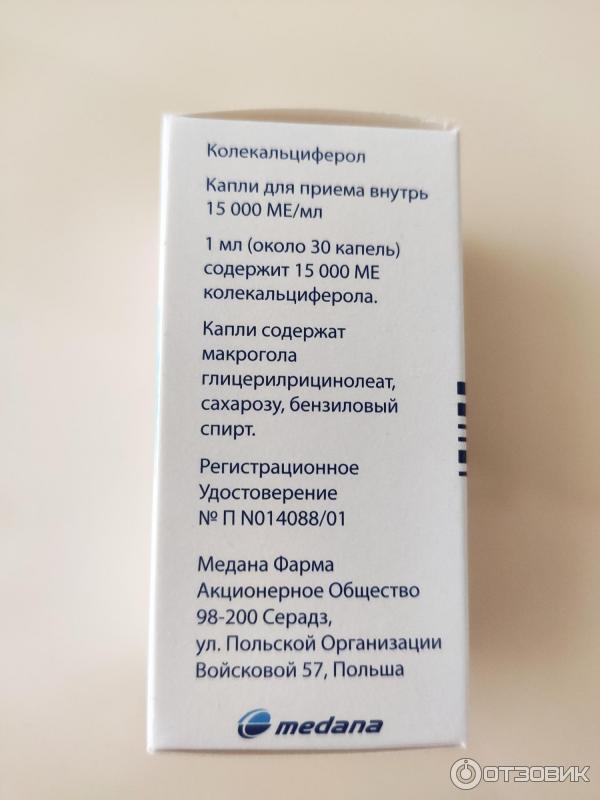 Колекальциферол
Капли для приема внутрь
15 000 МЕ/мл
1 мл (около 30 капель)
содержит 15 000 МЕ
колекальциферола.
Капли содержат
макрогола
глицерилрицинолеат,
сахарозу, бензиловый
спирт.
Регистрационное
Удостоверение
№ П N014088/01
Медана Фарма
Акционерное Общество
98-200 Серадз,
ул. Польской Организации
Войсковой 57, Польша
medana
ОТЗОВИК